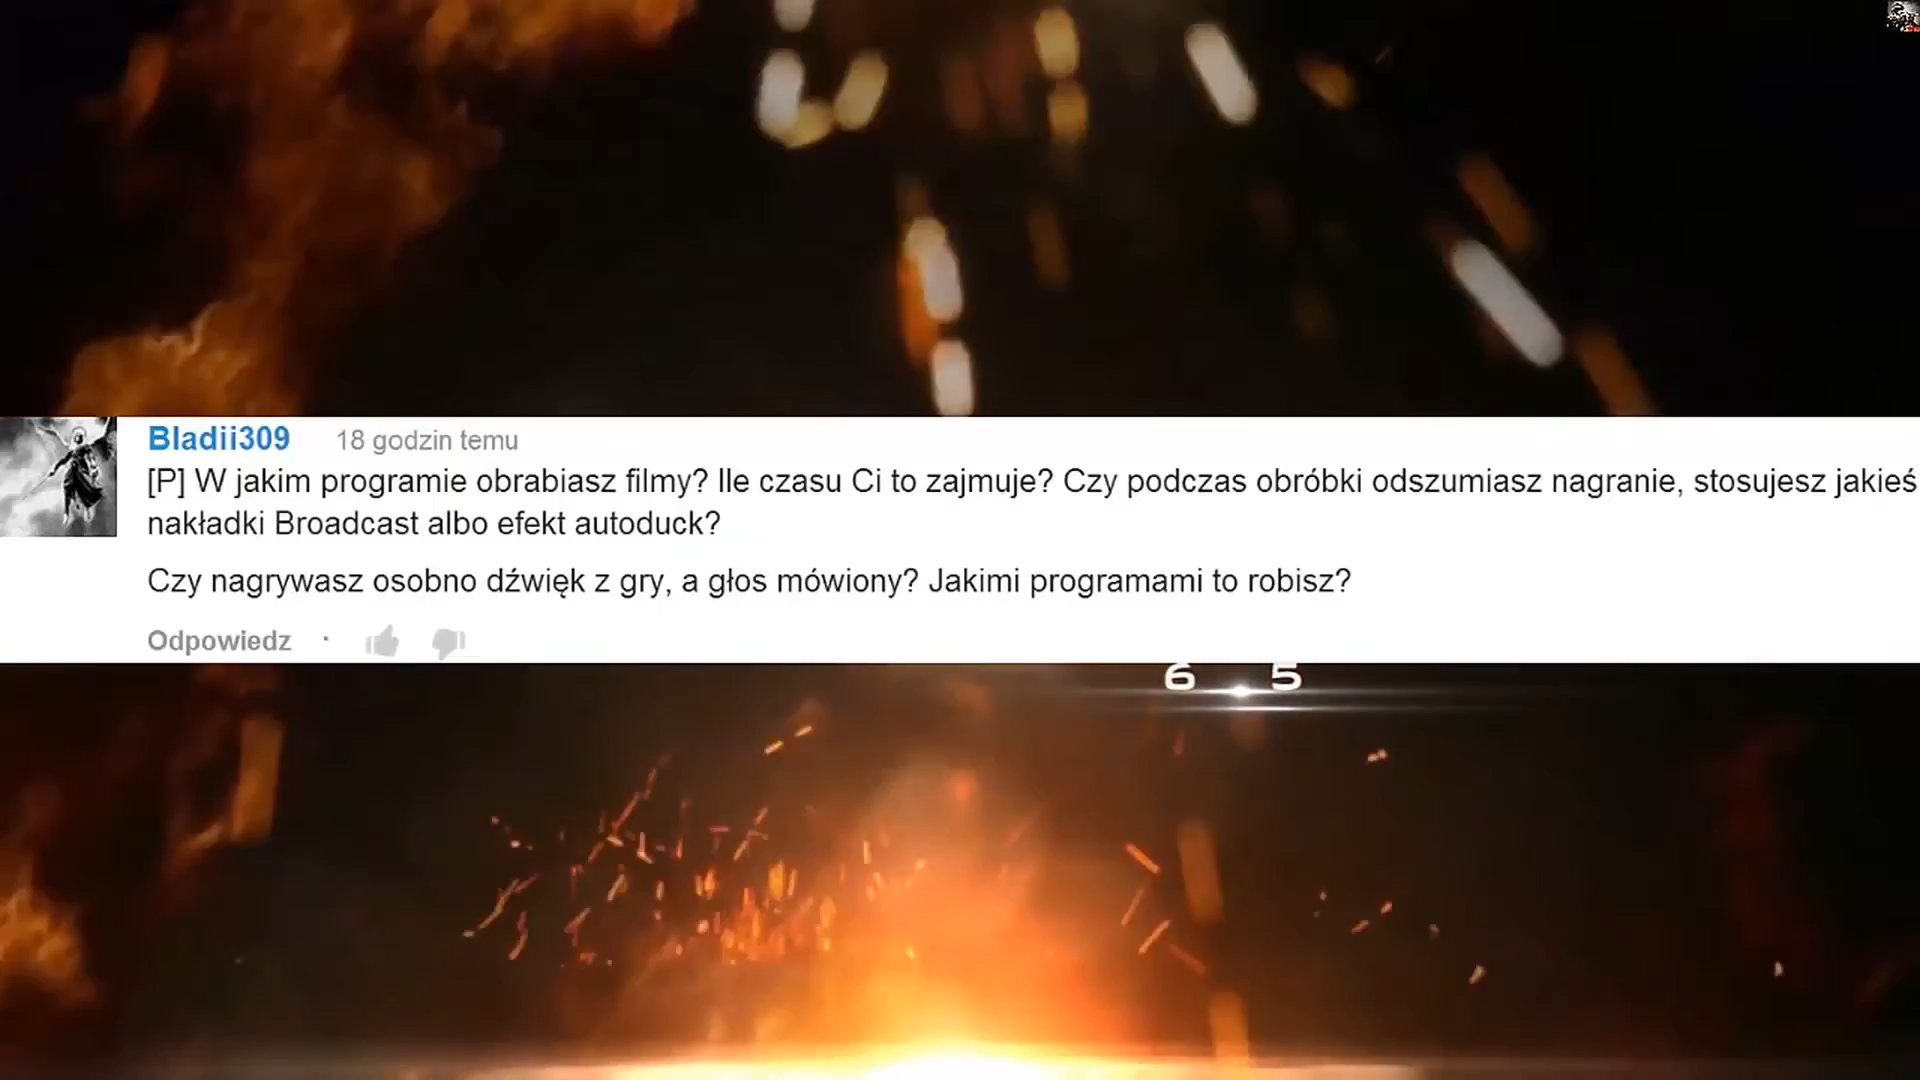 Bladii309 18 godzin temu
[P] W jakim programie obrabiasz filmy? Ile czasu Ci to zajmuje? Czy podczas obróbki odszumiasz nagranie, stosujesz jakieś
nakładki Broadcast albo efekt autoduck?
Czy nagrywasz osobno dźwięk z gry, a głos mówiony? Jakimi programami to robisz?
Odpowiedz ·
6 5